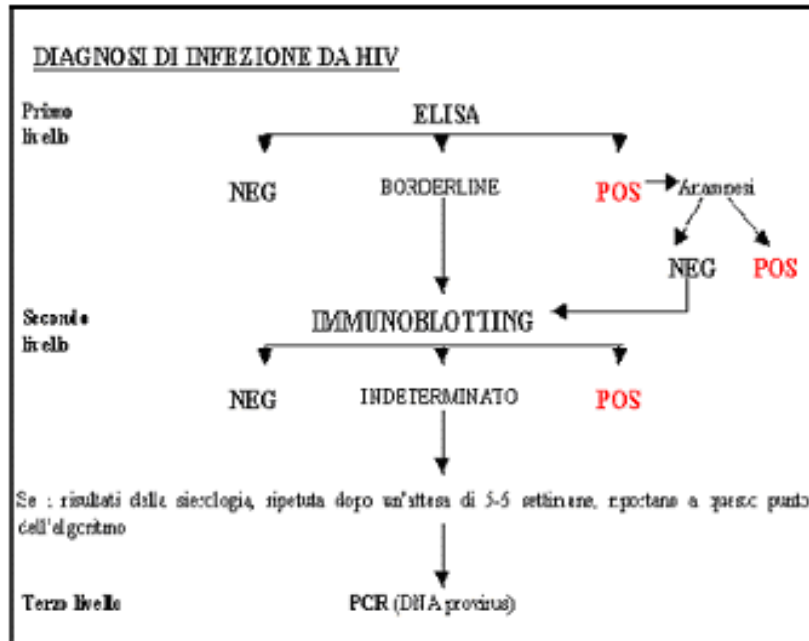 DIAGNOSI DI INFEZIONE DA HIV
Primo
livello
ELISA
NEG
BORDERLINE
POS
Anamnesi
NEG
POS
Secondo
livello
IMMUNOBLOTTING
NEG
INDETERMINATO
POS
Se i risultati della sierologia, ripetuta dopo un'attesa di settimane, riportano a questo punto
dell'algoritmo
Terzo livello
PCR (DNA provirus)